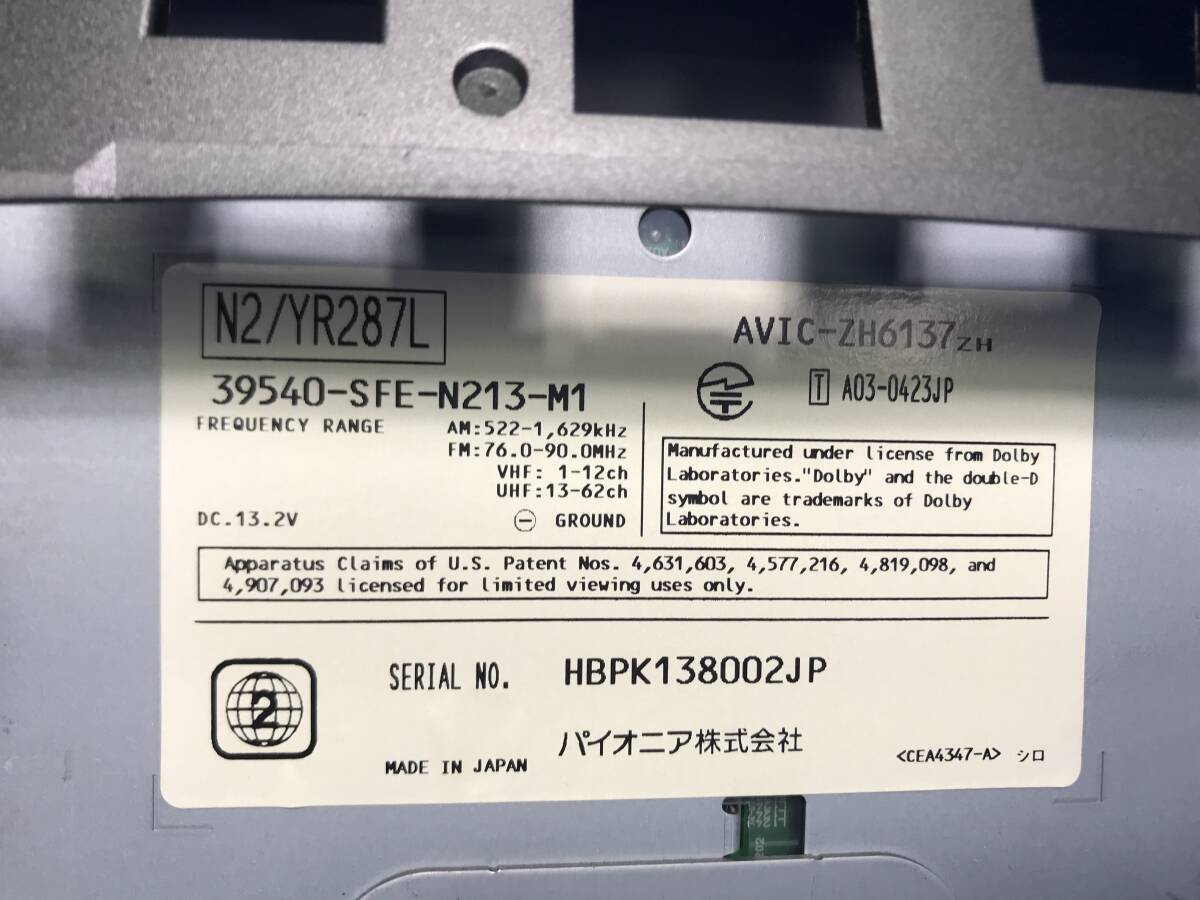 N2/YR287L
AVIC-ZH6137ZH
39540-SFE-N213-M1
T A03-0423JP
FREQUENCY RANGE
AM:522-1,629kHz
FM:76.0-90.0MHz
VHF: 1-12ch
UHF:13-62ch
DC.13.2V
⊖ GROUND
Manufactured under license from Dolby
Laboratories."Dolby" and the double-D
symbol are trademarks of Dolby
Laboratories.
Apparatus Claims of U.S. Patent Nos. 4,631,603, 4,577,216, 4,819,098, and
4,907,093 licensed for limited viewing uses only.
2
SERIAL NO. HBPK138002JP
パイオニア株式会社
MADE IN JAPAN
<CEA4347-A> シロ